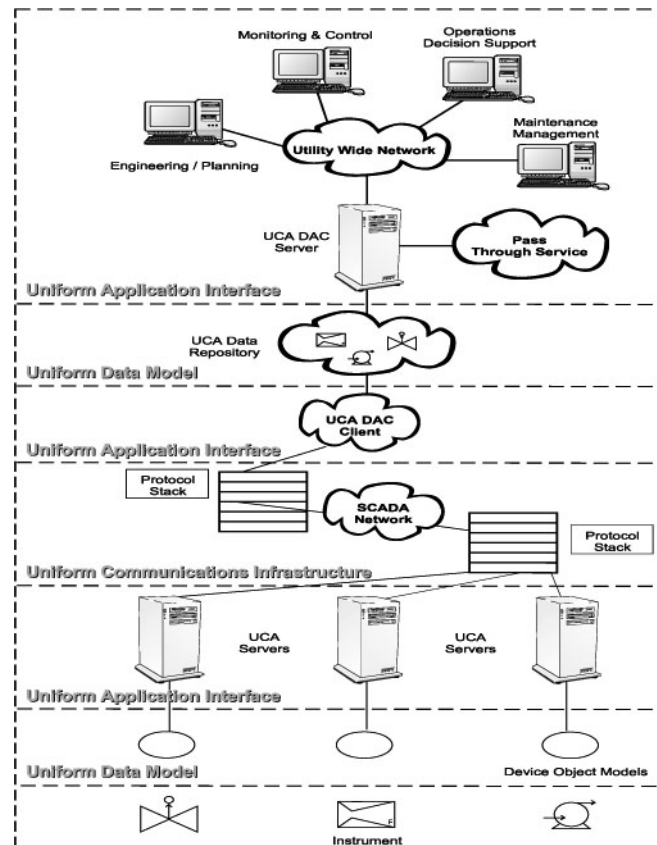 Monitoring & Control
Operations
Decision Support
Engineering / Planning
Utility Wide Network
Maintenance
Management
UCA DAC
Server
Pass
Through Service
Uniform Application Interface
UCA Data
Repository
Uniform Data Model
UCA DAC
Client
Uniform Application Interface
Protocol
Stack
SCADA
Network
Protocol
Stack
Uniform Communications Infrastructure
UCA
Servers
UCA
Servers
Uniform Application Interface
Uniform Data Model
Device Object Models
F
Instrument